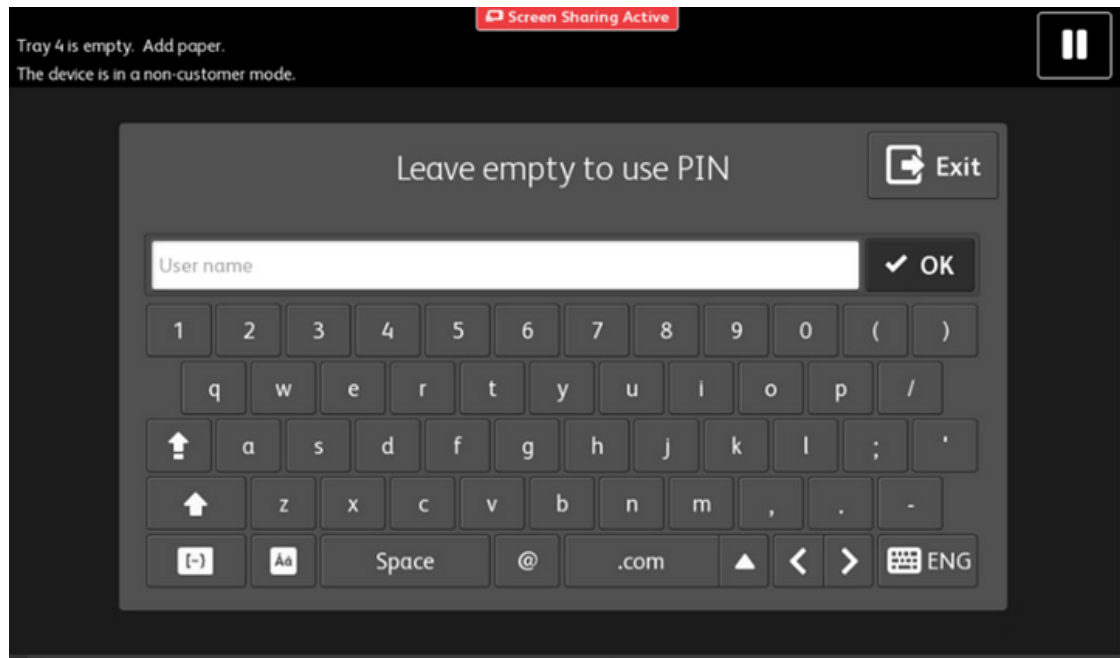 Screen Sharing Active
Tray 4 is empty. Add paper.
The device is in a non-customer mode.
Leave empty to use PIN
Exit
User name
OK
1 2 3 4 5 6 7 8 9 0 ( )
q w e r t y u i o p /
a s d f g h j k l ; '
z x c v b n m , . -
[~} Áá Space @ .com < > ENG